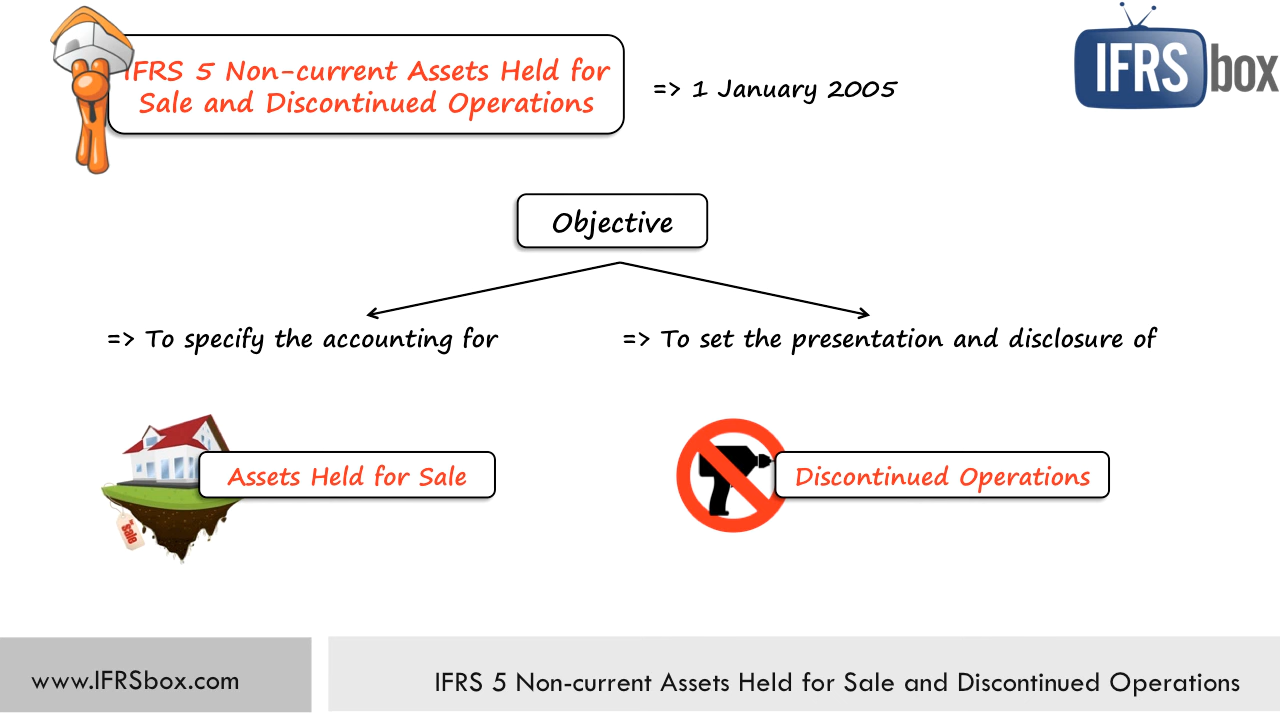 IFRS 5 Non-current Assets Held for
Sale and Discontinued Operations
=> 1 January 2005
IFRS box
Objective
=> To specify the accounting for
=> To set the presentation and disclosure of
Assets Held for Sale
sale
Discontinued Operations
www.IFRSbox.com
IFRS 5 Non-current Assets Held for Sale and Discontinued Operations